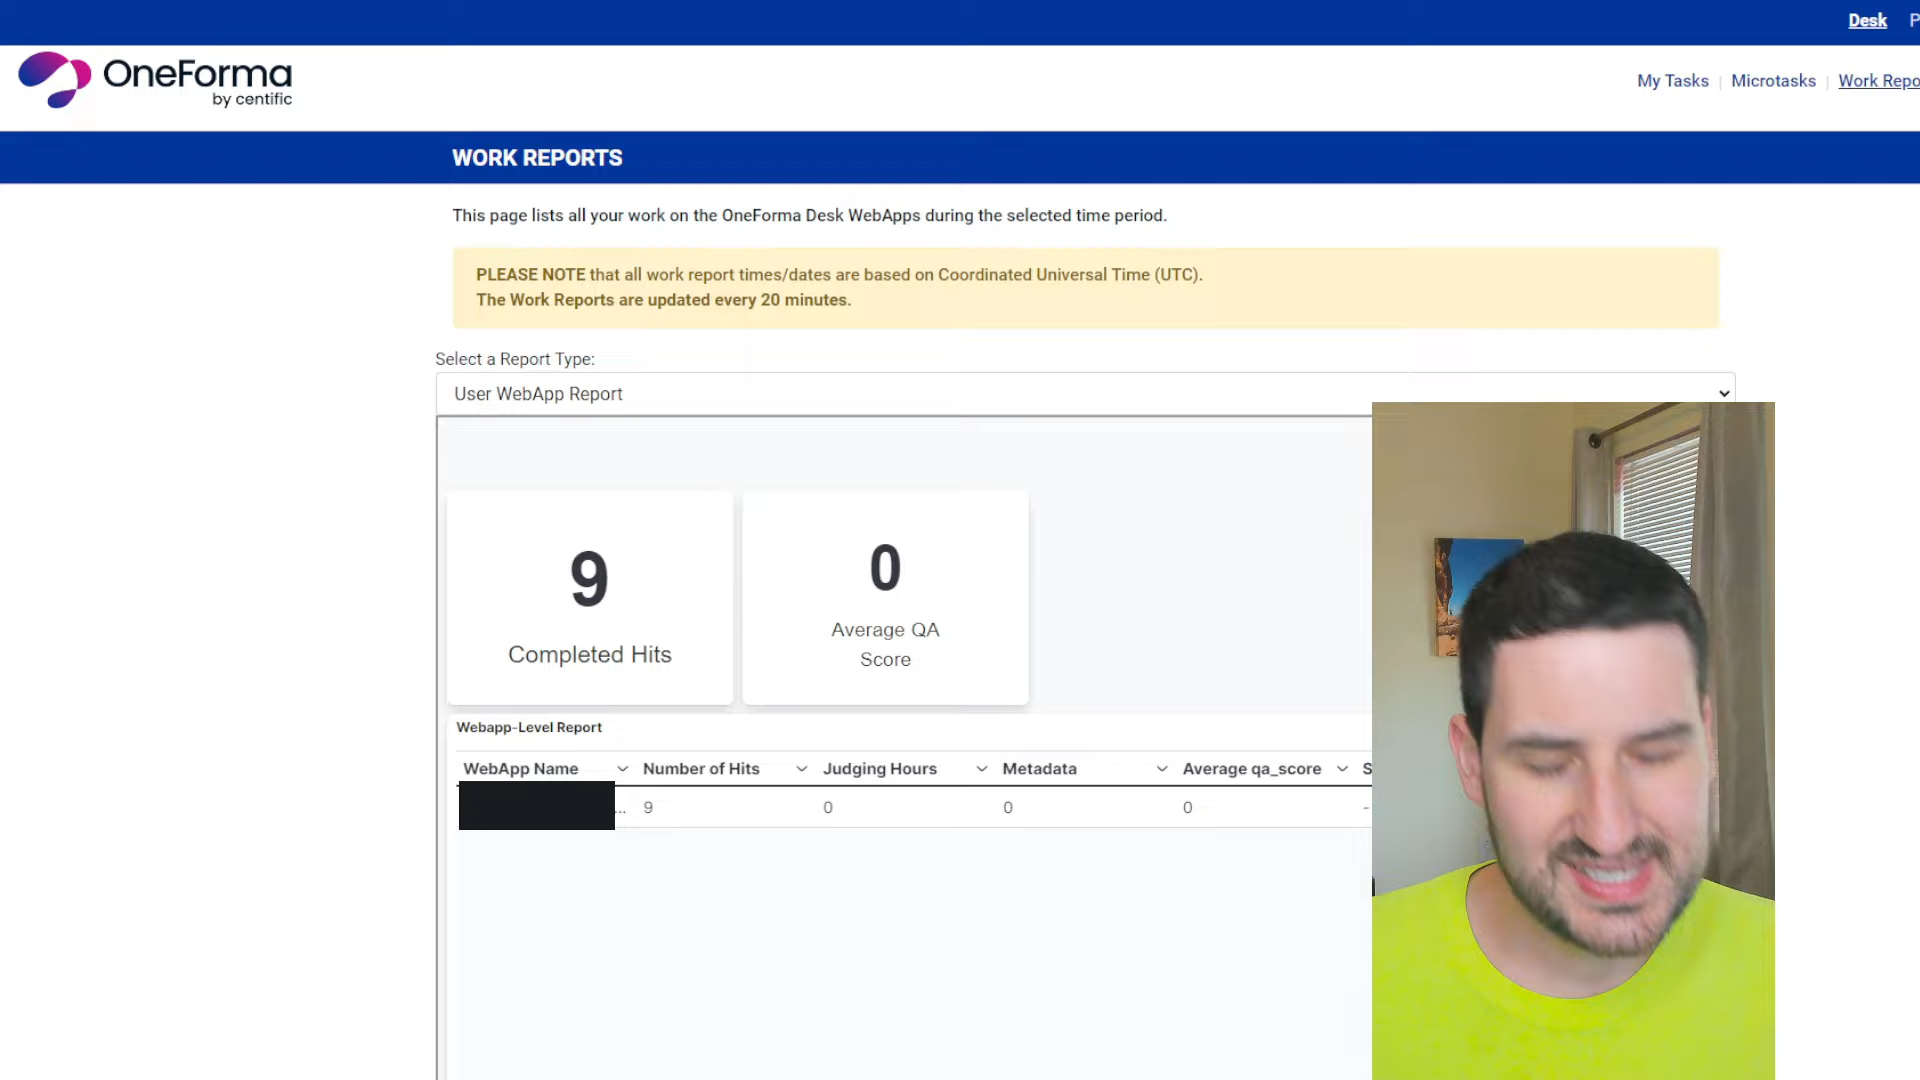 Desk
My Tasks | Microtasks | Work Repo
OneForma
by centific
WORK REPORTS
This page lists all your work on the OneForma Desk WebApps during the selected time period.
PLEASE NOTE that all work report times/dates are based on Coordinated Universal Time (UTC).
The Work Reports are updated every 20 minutes.
Select a Report Type:
User WebApp Report
9
Completed Hits
0
Average QA
Score
Webapp-Level Report
WebApp Name Number of Hits Judging Hours Metadata Average qa_score S
... 9 0 0 0 -